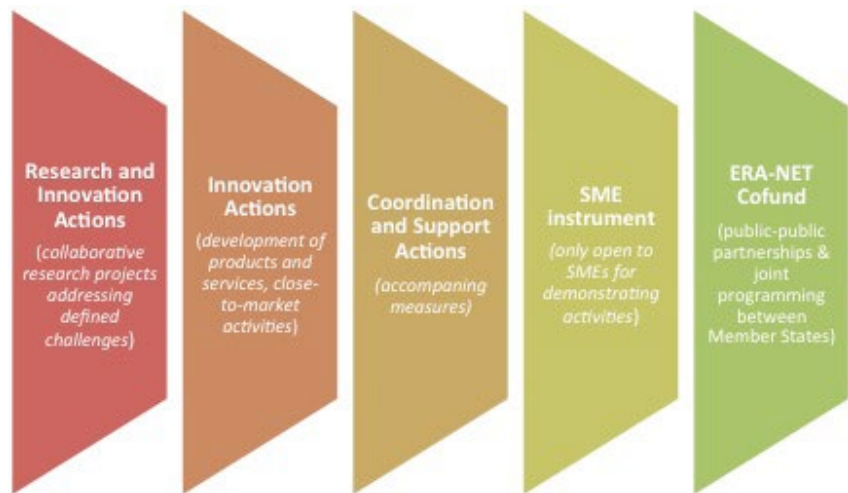 Research and
Innovation
Actions
(collaborative
research projects
addressing
defined
challenges)
Innovation
Actions
(development of
products and
services, close-
to-market
activities)
Coordination
and Support
Actions
(accompaning
measures)
SME
instrument
(only open to
SMEs for
demonstrating
activities)
ERA-NET
Cofund
(public-public
partnerships &
joint
programming
between
Member States)